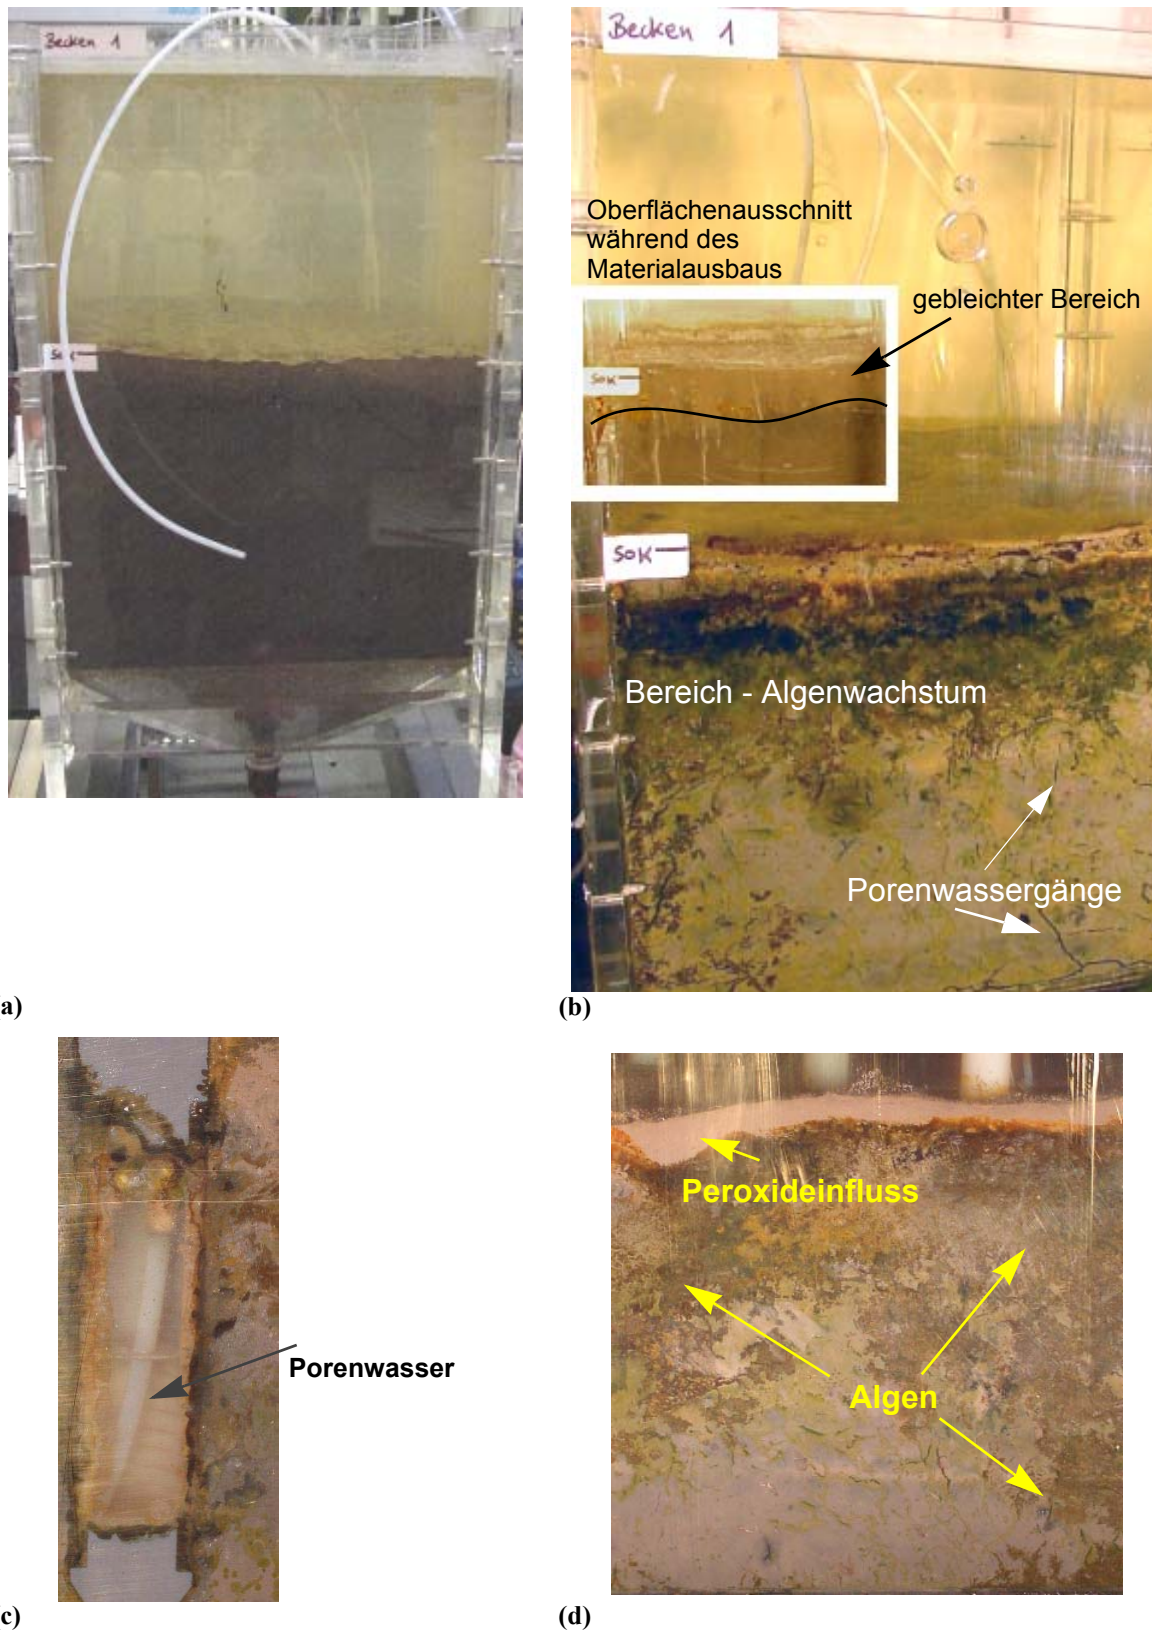 Becken 1
SOK
a)
Becken 1
Oberflächenausschnitt
während des
Materialausbaus
gebleichter Bereich
SOK
SOK
Bereich - Algenwachstum
Porenwassergänge
(b)
Porenwasser
c)
Peroxideinfluss
Algen
(d)